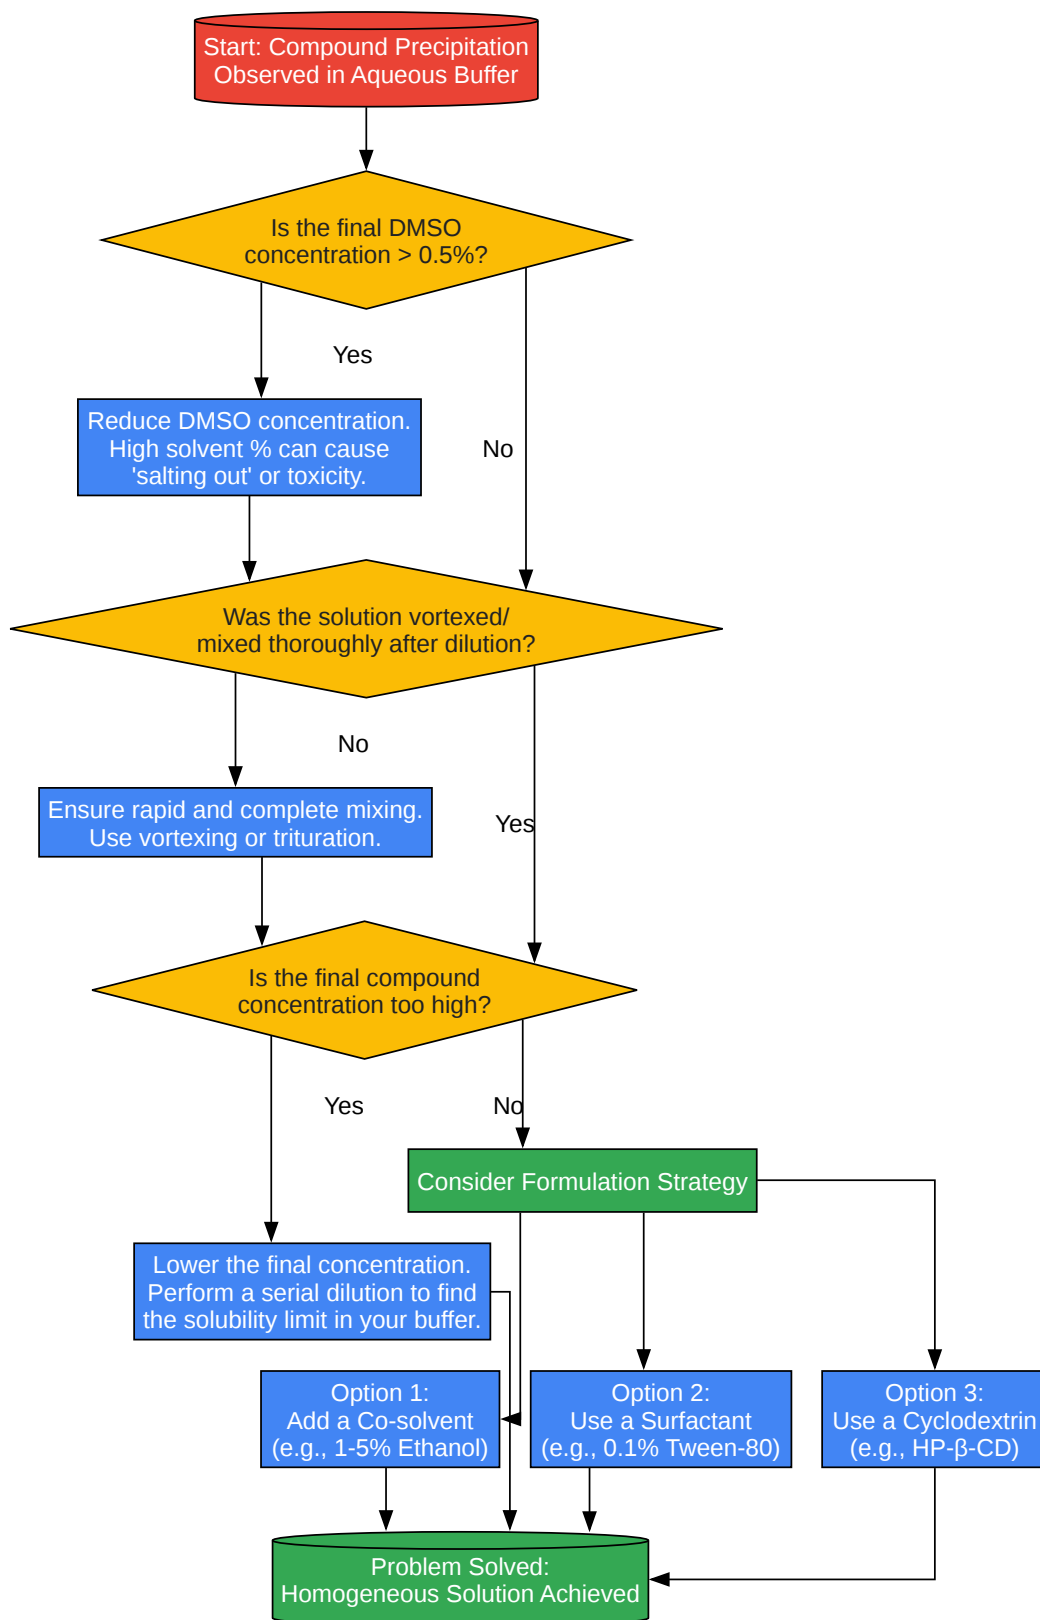 Start: Compound Precipitation
Observed in Aqueous Buffer
Is the final DMSO
concentration > 0.5%?
Yes
Reduce DMSO concentration.
High solvent % can cause
'salting out' or toxicity.
No
Was the solution vortexed/
mixed thoroughly after dilution?
No
Ensure rapid and complete mixing.
Use vortexing or trituration.
Yes
Is the final compound
concentration too high?
Yes
No
Consider Formulation Strategy
Lower the final concentration.
Perform a serial dilution to find
the solubility limit in your buffer.
Option 1:
Add a Co-solvent
(e.g., 1-5% Ethanol)
Option 2:
Use a Surfactant
(e.g., 0.1% Tween-80)
Option 3:
Use a Cyclodextrin
(e.g., HP-β-CD)
Problem Solved:
Homogeneous Solution Achieved